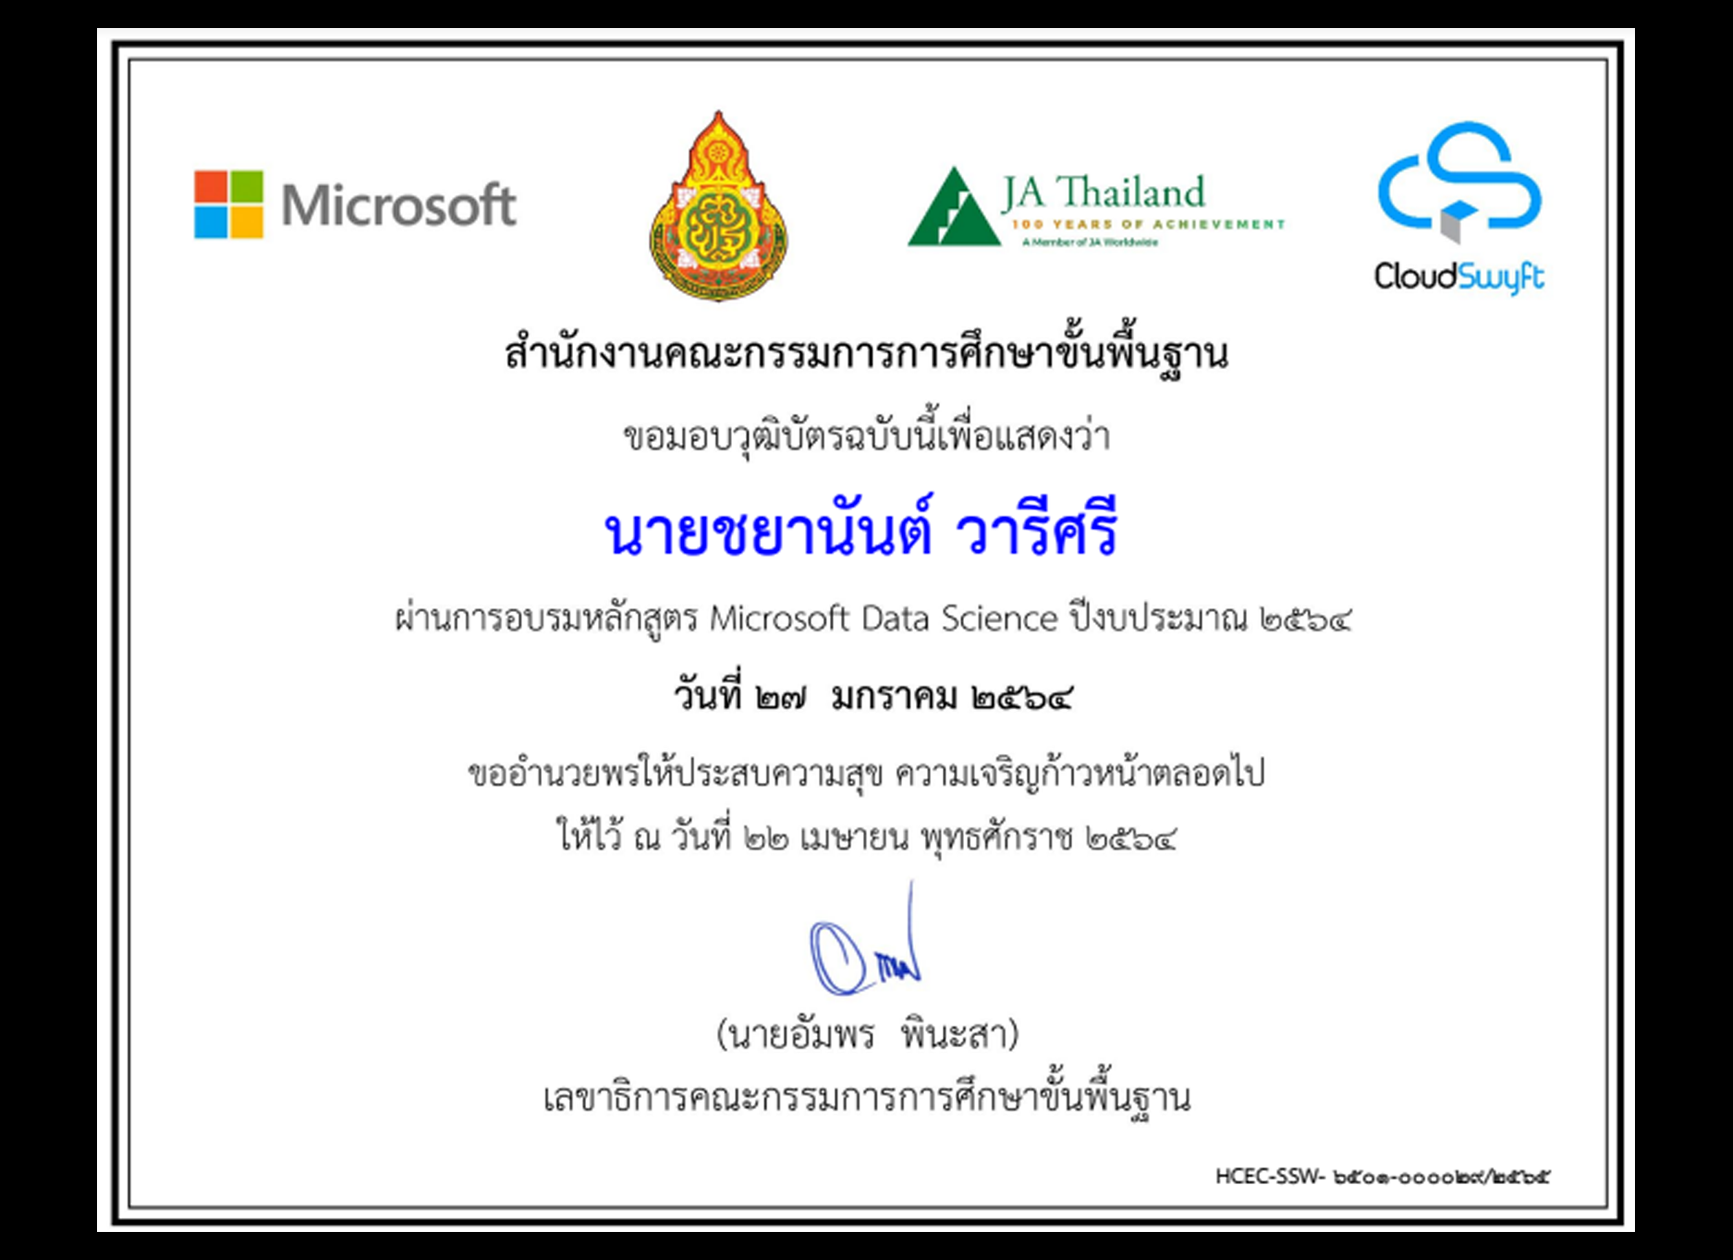 Microsoft
JA Thailand
100 YEARS OF ACHIEVEMENT
A Member of JA Worldwide
CloudSwyft
สำนักงานคณะกรรมการการศึกษาขั้นพื้นฐาน
ขอมอบวุฒิบัตรฉบับนี้เพื่อแสดงว่า
นายชยานันต์ วารีศรี
ผ่านการอบรมหลักสูตร Microsoft Data Science ปีงบประมาณ ๒๕๖๔
วันที่ ๒๗ มกราคม ๒๕๖๔
ขออำนวยพรให้ประสบความสุข ความเจริญก้าวหน้าตลอดไป
ให้ไว้ ณ วันที่ ๒๒ เมษายน พุทธศักราช ๒๕๖๔
(นายอัมพร พินะสา)
เลขาธิการคณะกรรมการการศึกษาขั้นพื้นฐาน
HCEC-SSW- ๖๕๐๑-๐๐๐๐๒๙/๒๕๖๕